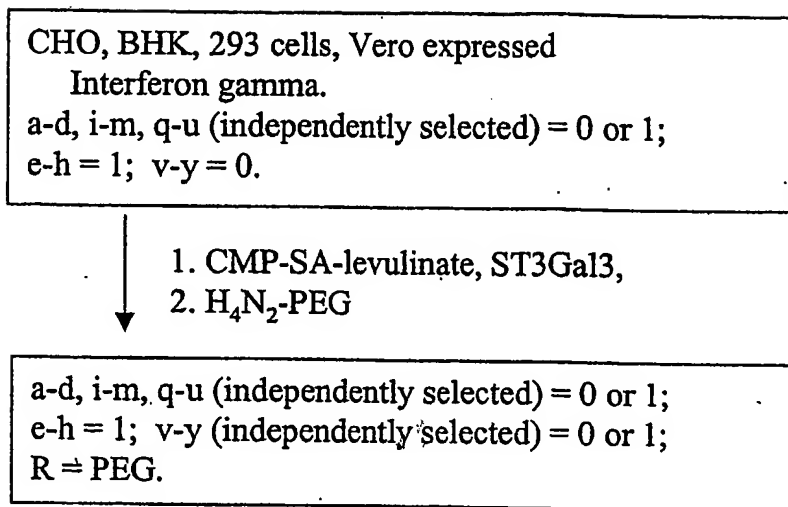 CHO, BHK, 293 cells, Vero expressed
Interferon gamma.
a-d, i-m, q-u (independently selected) = 0 or 1;
e-h = 1; v-y = 0.
1. CMP-SA-levulinate, ST3Gal3,
2. H₄N₂-PEG
a-d, i-m, q-u (independently selected) = 0 or 1;
e-h = 1; v-y (independently selected) = 0 or 1;
R = PEG.